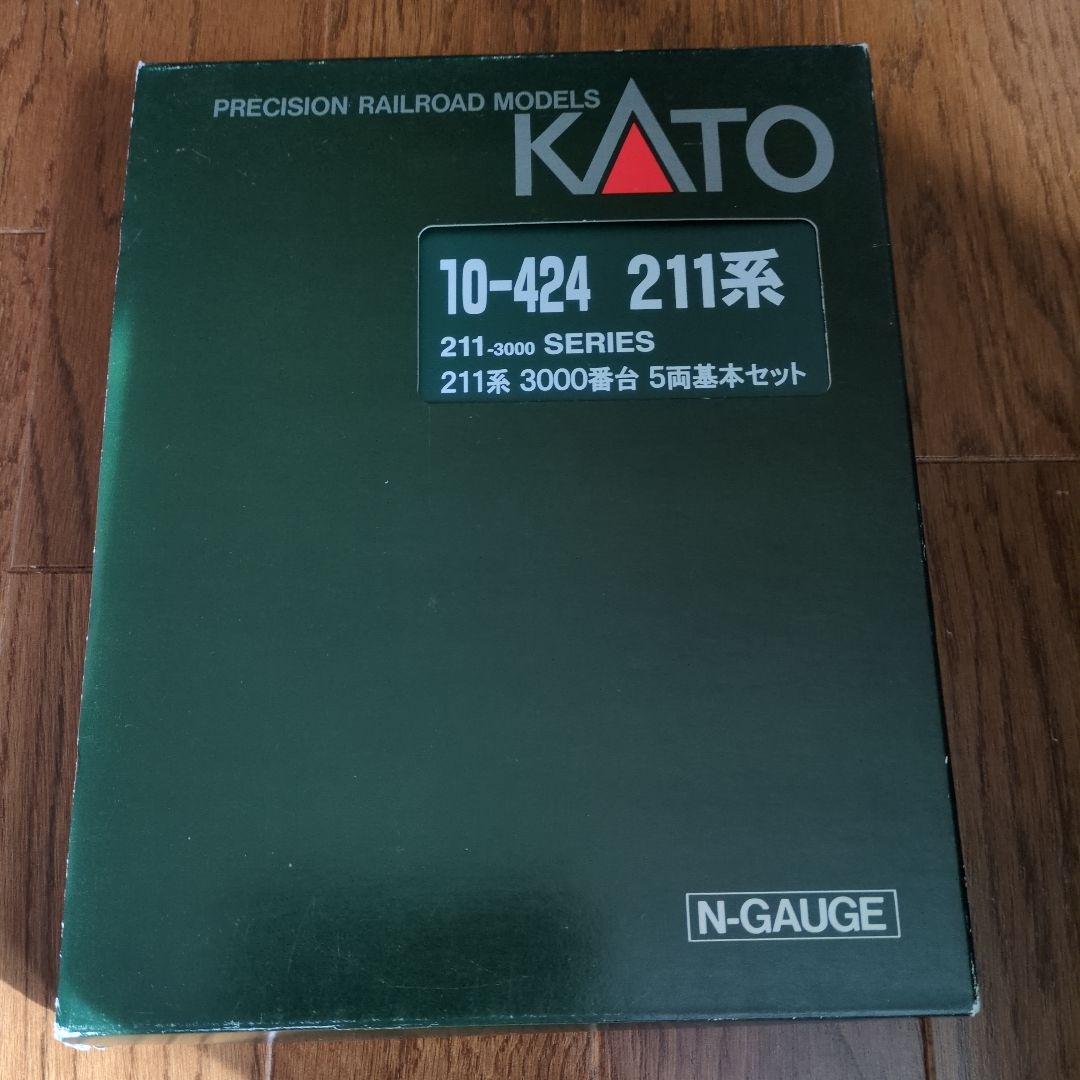 PRECISION RAILROAD MODELS
KATO
10-424 211系
211-3000 SERIES
211系 3000番台 5両基本セット
N-GAUGE